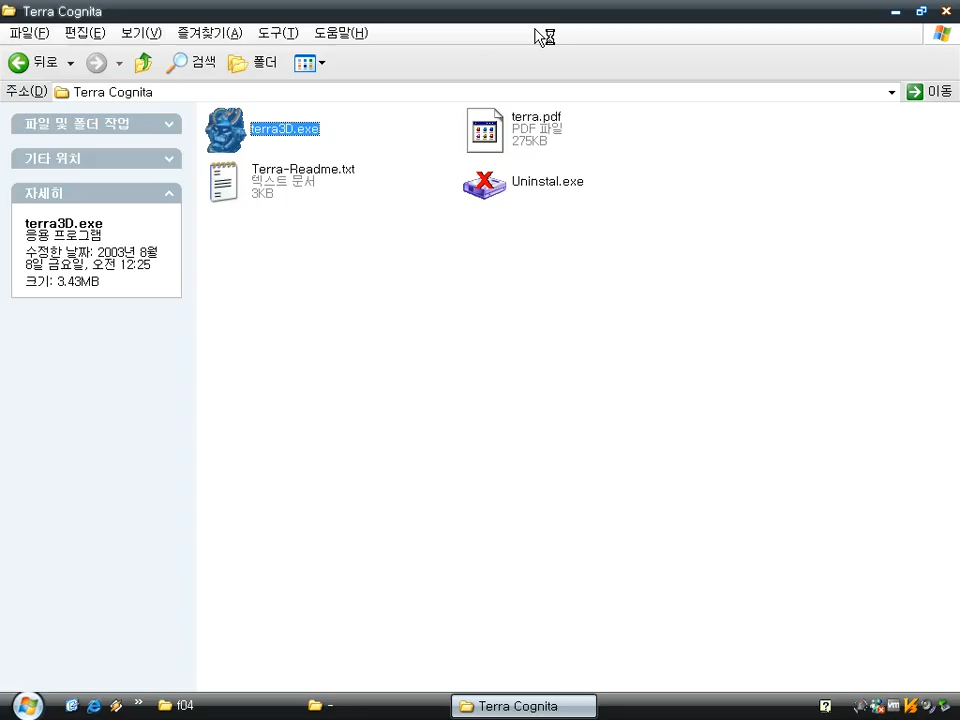 Terra Cognita
파일(F) 편집(E) 보기(V) 즐겨찾기(A) 도구(T) 도움말(H)
뒤로 검색 폴더
주소(D) Terra Cognita 이동
파일 및 폴더 작업
기타 위치
자세히
terra3D.exe
응용 프로그램
수정한 날짜: 2003년 8월
8일 금요일, 오전 12:25
크기: 3.43MB
terra3D.exe
terra.pdf
PDF 파일
275KB
Terra-Readme.txt
텍스트 문서
3KB
Uninstal.exe
f04 - Terra Cognita